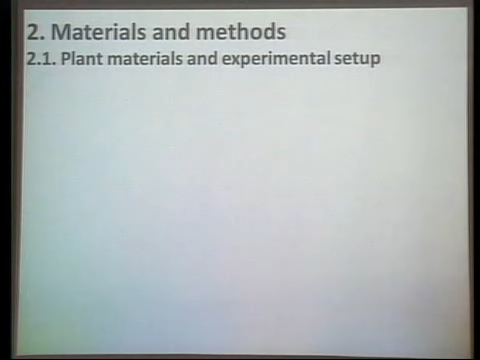 2. Materials and methods
2.1. Plant materials and experimental setup